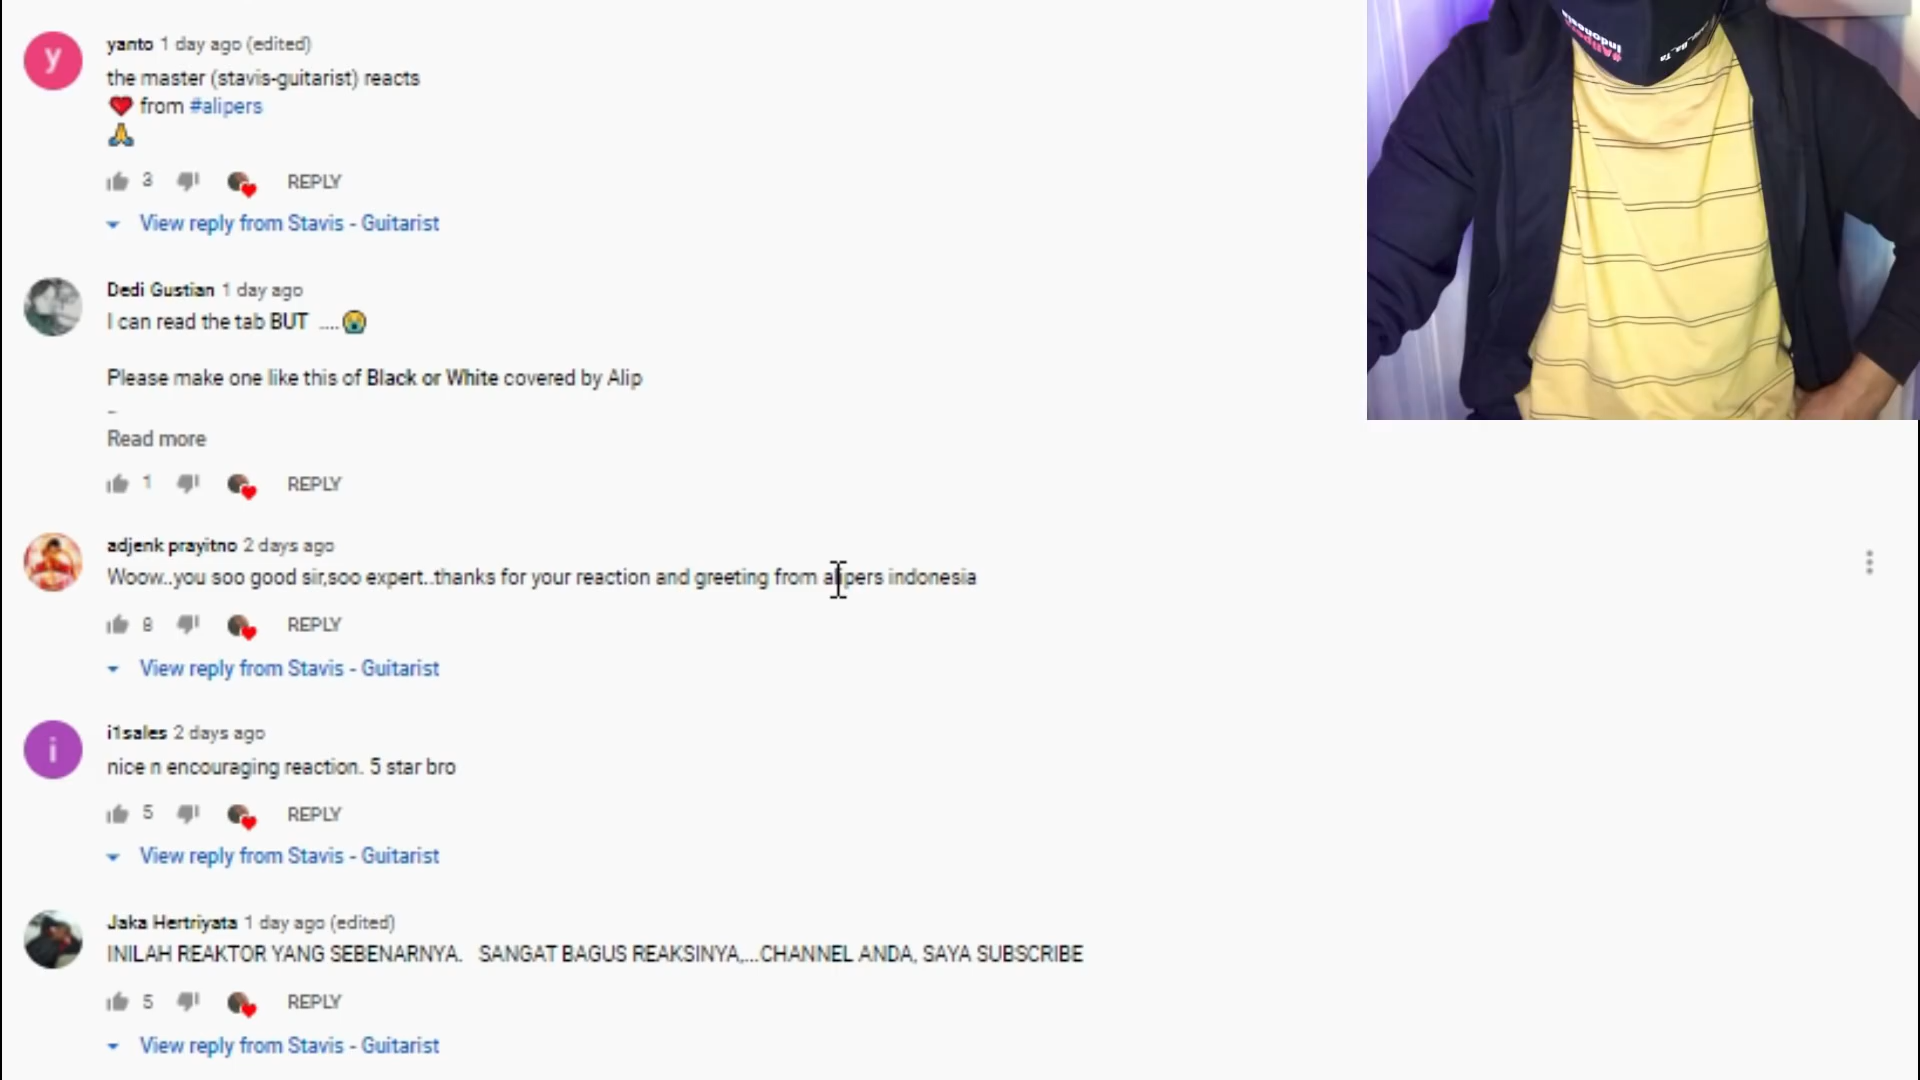 y
yanto 1 day ago (edited)
the master (stavis-guitarist) reacts
❤️ from #alipers
🙏
3 REPLY
View reply from Stavis - Guitarist
Dedi Gustian 1 day ago
I can read the tab BUT ....😭
Please make one like this of Black or White covered by Alip
Read more
1 REPLY
adjenk prayitno 2 days ago
Woow..you soo good sir,soo expert..thanks for your reaction and greeting from alipers indonesia
8 REPLY
View reply from Stavis - Guitarist
i
i1sales 2 days ago
nice n encouraging reaction. 5 star bro
5 REPLY
View reply from Stavis - Guitarist
Jaka Hertriyata 1 day ago (edited)
INILAH REAKTOR YANG SEBENARNYA. SANGAT BAGUS REAKSINYA,...CHANNEL ANDA, SAYA SUBSCRIBE
5 REPLY
View reply from Stavis - Guitarist
#Alipers
Indonesia